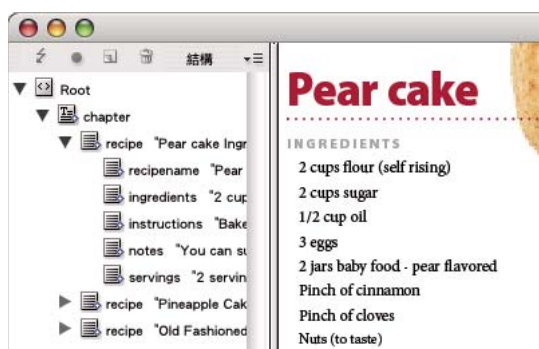 結構
Root
chapter
recipe "Pear cake Ingr
recipename "Pear
ingredients "2 cup
instructions "Bake
notes "You can su
servings "2 servin
recipe "Pineapple Cak
recipe "Old Fashioned
Pear cake
INGREDIENTS
2 cups flour (self rising)
2 cups sugar
1/2 cup oil
3 eggs
2 jars baby food - pear flavored
Pinch of cinnamon
Pinch of cloves
Nuts (to taste)